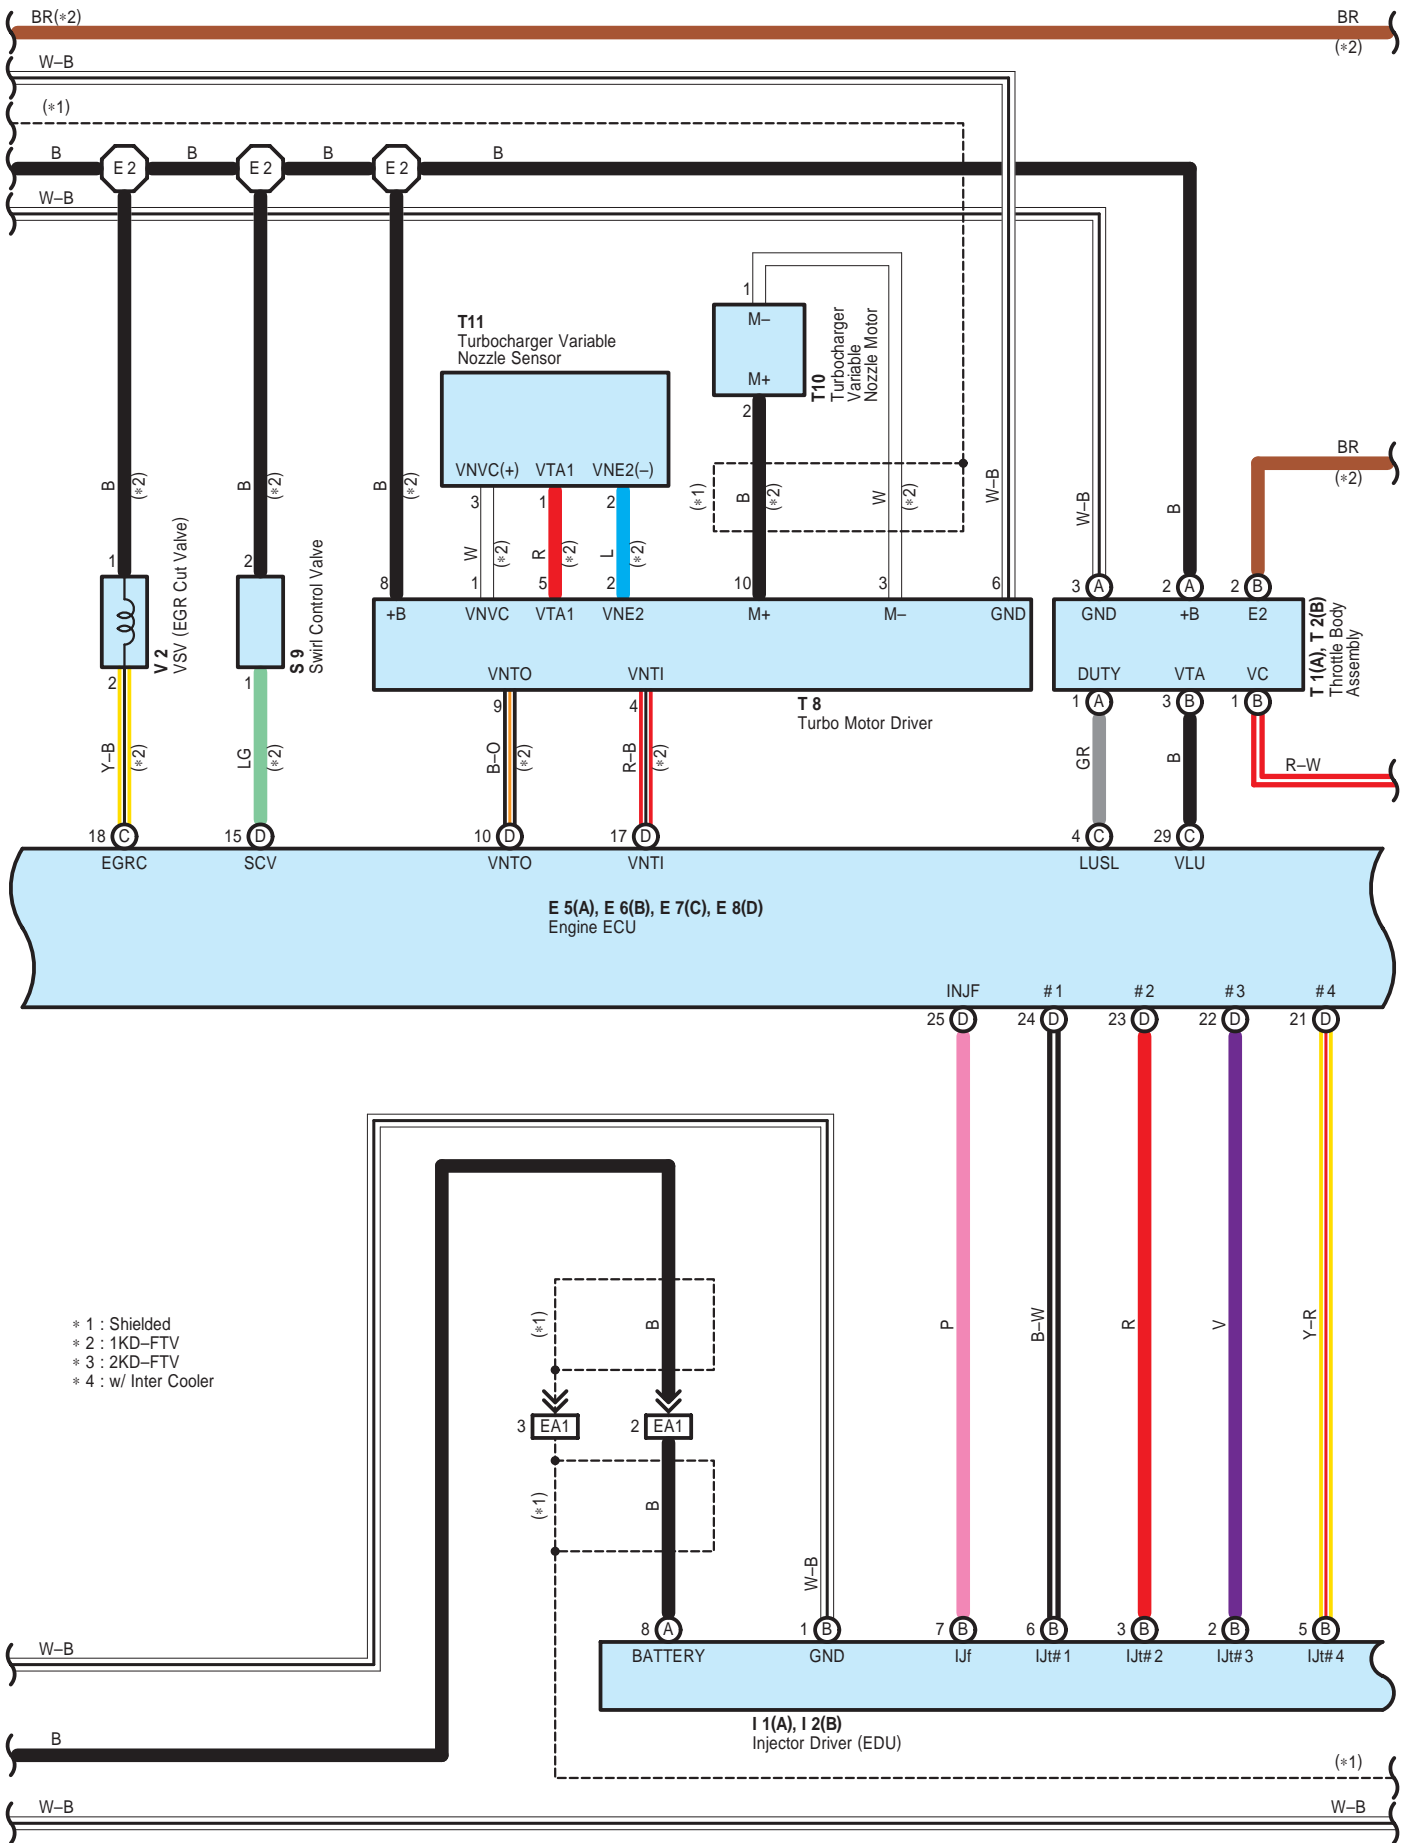 BR(∗2) BR
(∗2)
W–B
(∗1)
B B B B
E 2 E 2 E 2
W–B
1
M–
M+
2
T10
Turbocharger
Variable
Nozzle Motor
T11
Turbocharger Variable
Nozzle Sensor
VNVC(+) VTA1 VNE2(–)
3 1 2
BR
(∗2)
B (∗2) B (∗2) B (∗2) (∗1) B (∗2) W (∗2) W–B W–B B
W (∗2) R (∗2) L (∗2)
1 2 8 1 5 2 10 3 6 3 A 2 A 2 B
+B VNVC VTA1 VNE2 M+ M– GND GND +B E2
V 2
VSV (EGR Cut Valve)
S 9
Swirl Control Valve
T 1(A), T 2(B)
Throttle Body
Assembly
VNTO VNTI DUTY VTA VC
2 1 9 4 1 A 3 B 1 B
T 8
Turbo Motor Driver
Y–B (∗2) LG (∗2) B–O (∗2) R–B (∗2) GR B R–W
18 C 15 D 10 D 17 D 4 C 29 C
EGRC SCV VNTO VNTI LUSL VLU
E 5(A), E 6(B), E 7(C), E 8(D)
Engine ECU
INJF #1 #2 #3 #4
25 D 24 D 23 D 22 D 21 D
∗ 1 : Shielded
∗ 2 : 1KD–FTV
∗ 3 : 2KD–FTV
∗ 4 : w/ Inter Cooler
(∗1) B P B–W R V Y–R
3 EA1 2 EA1
(∗1) B
W–B
8 A 1 B 7 B 6 B 3 B 2 B 5 B
BATTERY GND IJf IJt#1 IJt#2 IJt#3 IJt#4
W–B
I 1(A), I 2(B)
Injector Driver (EDU)
B
(∗1)
W–B W–B